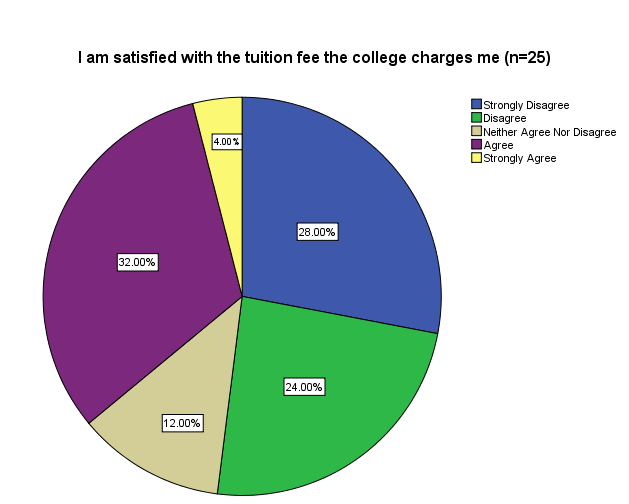 I am satisfied with the tuition fee the college charges me (n=25)
Strongly Disagree
Disagree
Neither Agree Nor Disagree
Agree
Strongly Agree
4.00%
28.00%
32.00%
24.00%
12.00%